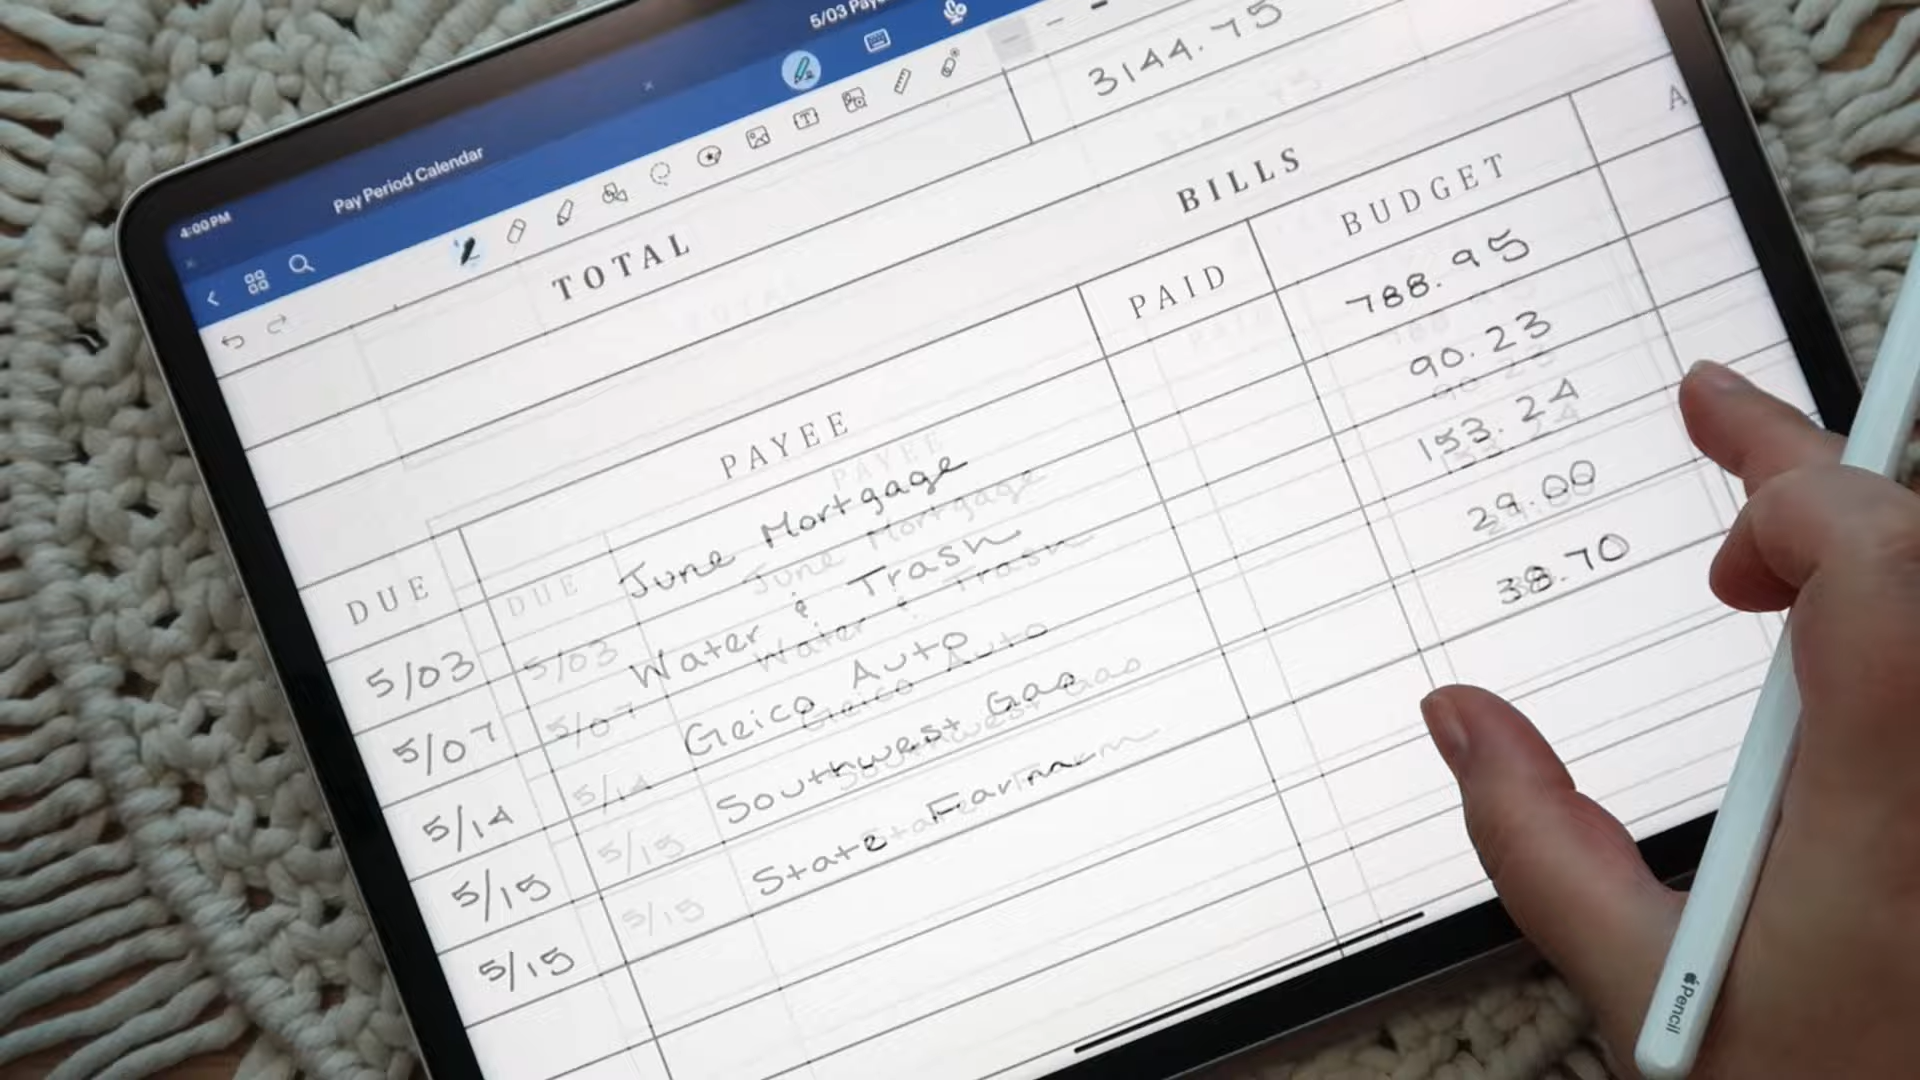 5/03 Pay
4:00 PM
Pay Period Calendar
TOTAL 3144.75
BILLS
DUE PAYEE PAID BUDGET A
5/03 June Mortgage 788.95
5/07 Water & Trash 90.23
5/14 Geico Auto 153.24
5/15 Southwest Gas 29.00
5/15 State Farm 38.70
Pencil